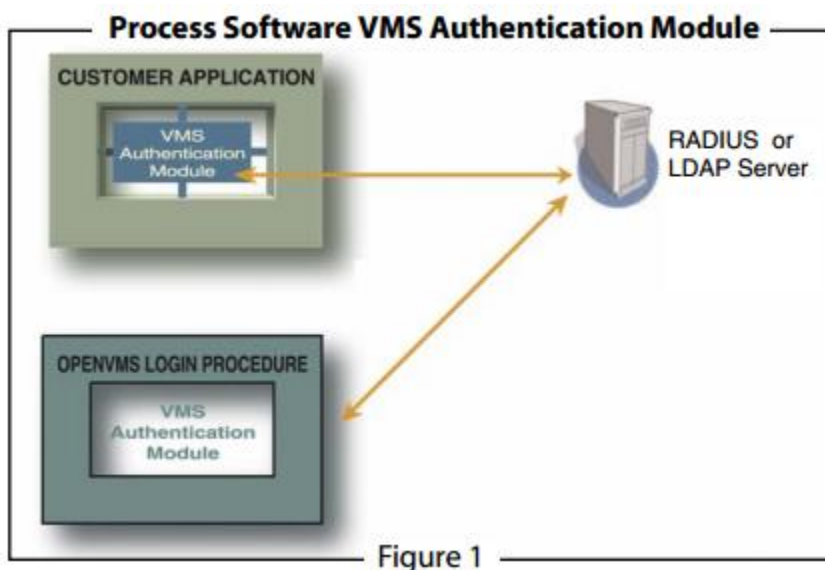 Process Software VMS Authentication Module
CUSTOMER APPLICATION
VMS
Authentication
Module
RADIUS or
LDAP Server
OPENVMS LOGIN PROCEDURE
VMS
Authentication
Module
Figure 1